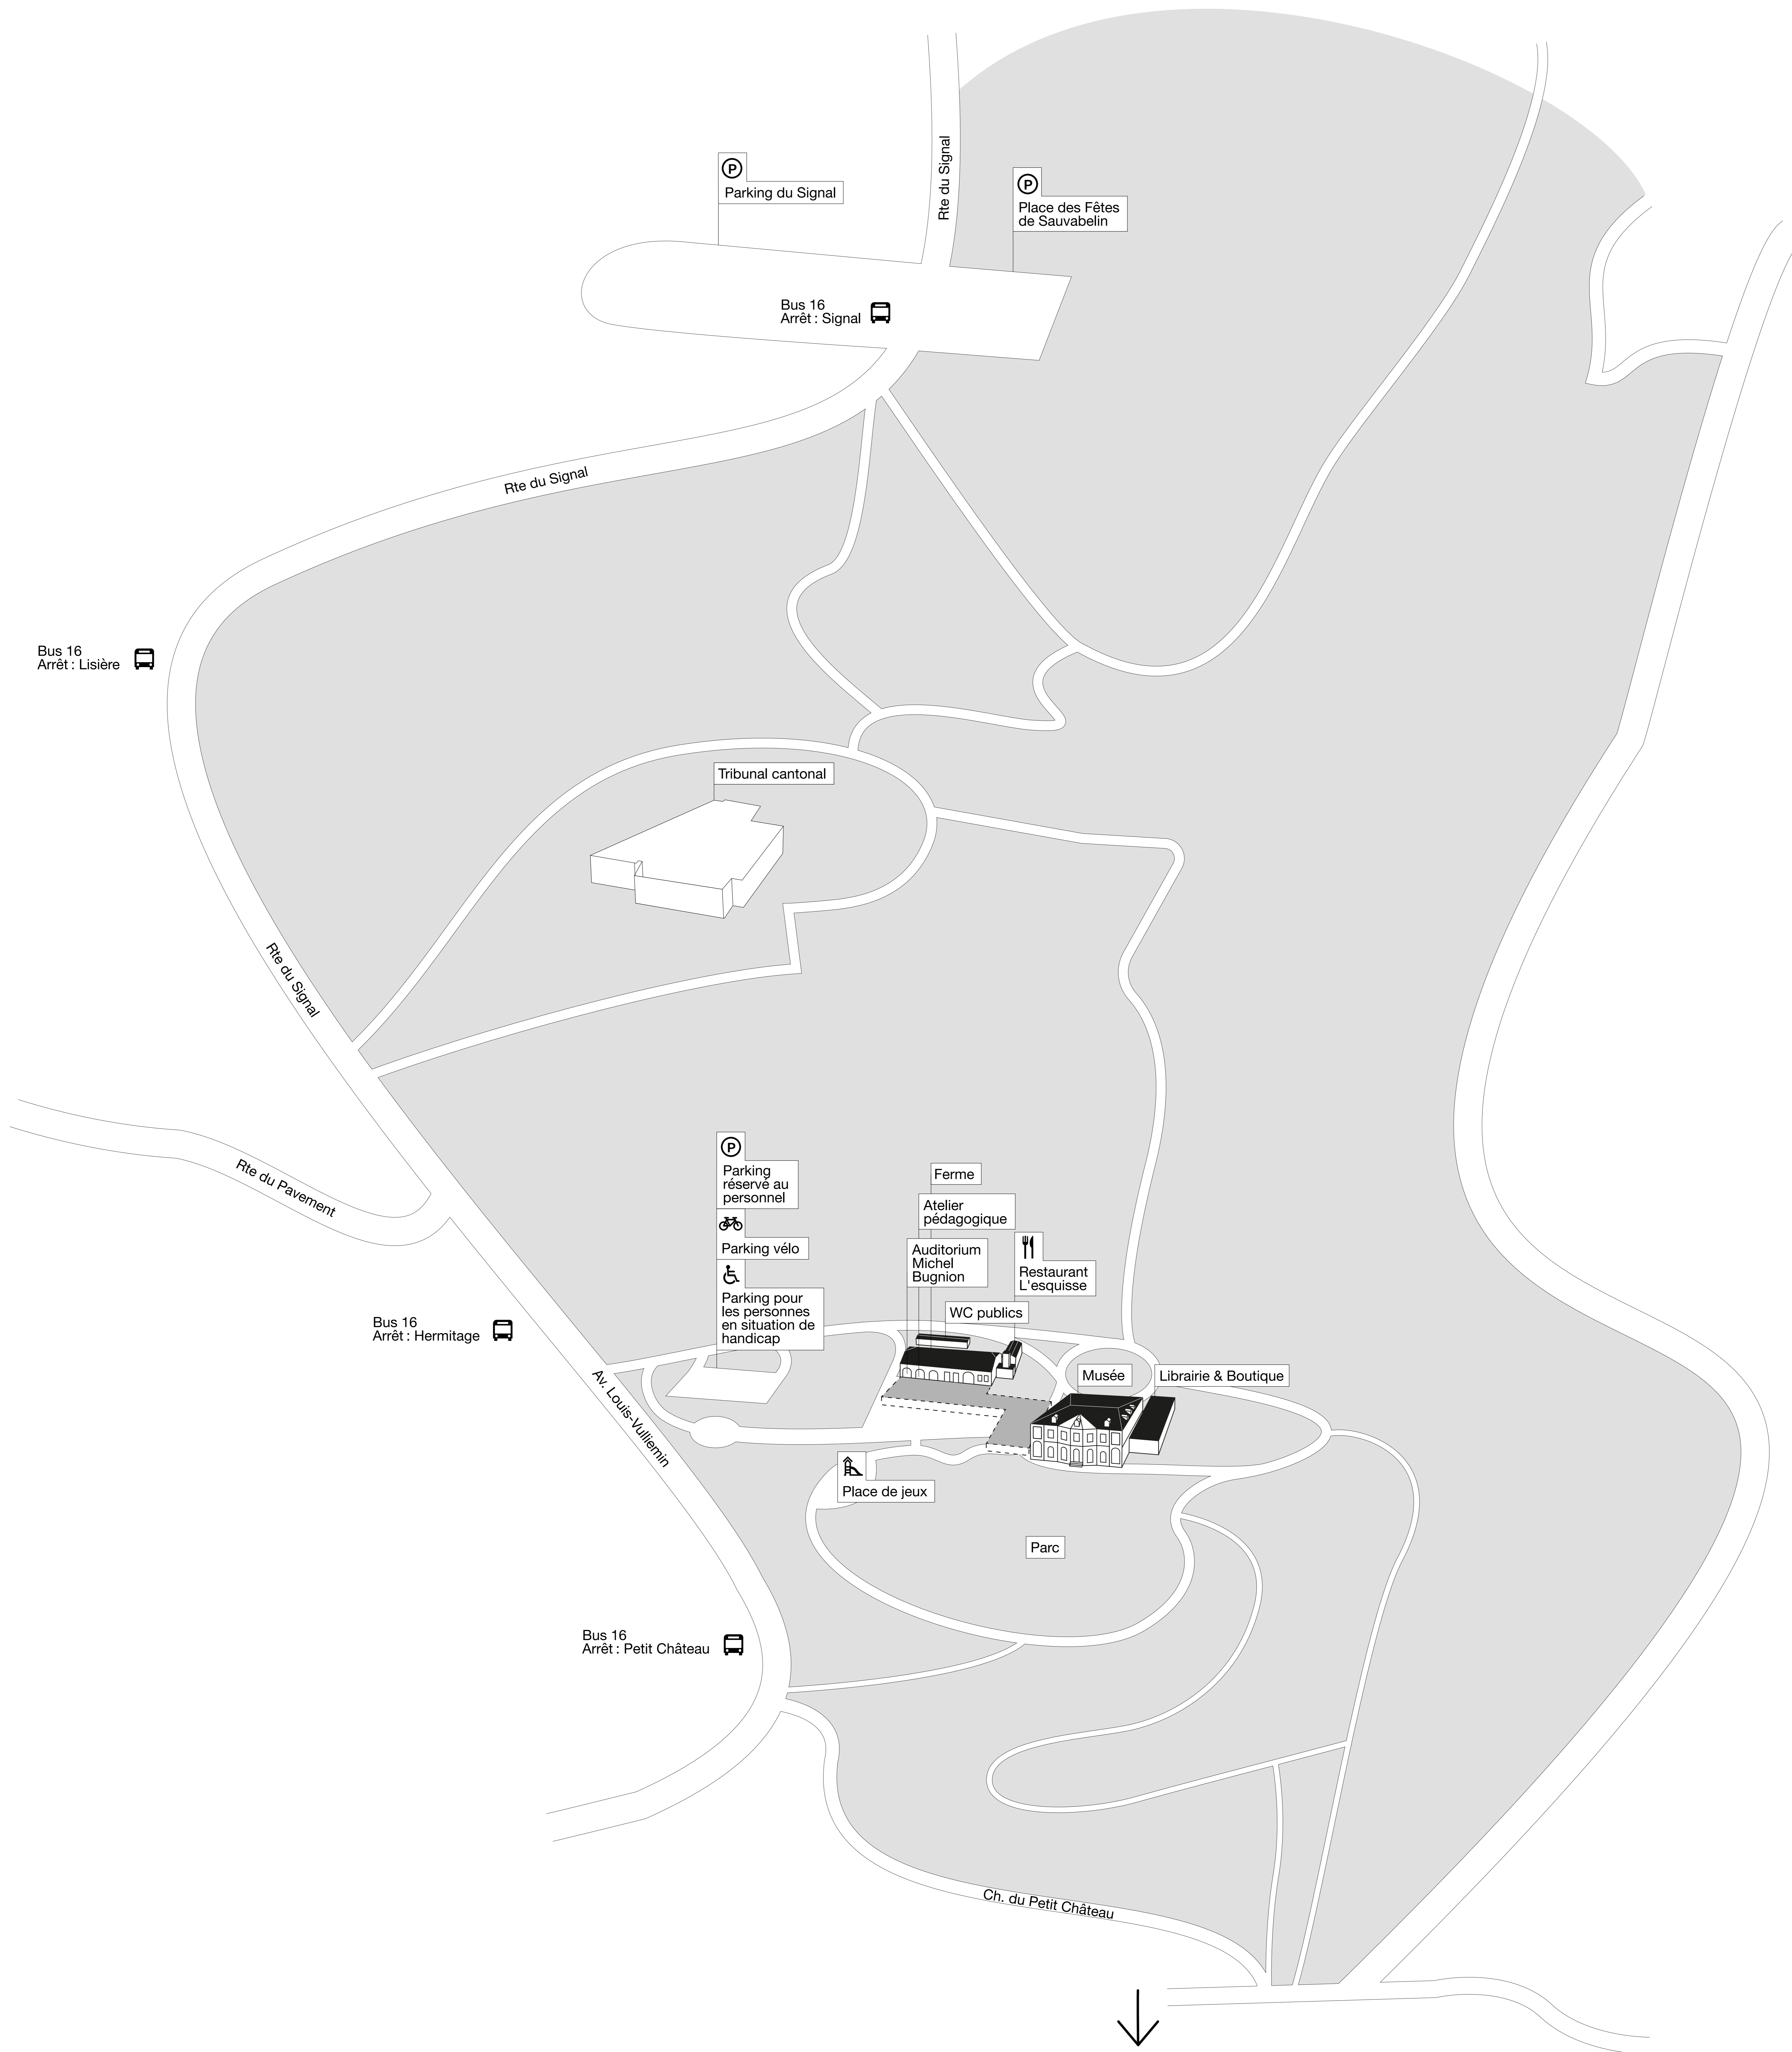 Rte du Signal
P
Parking du Signal
P
Place des Fêtes
de Sauvabelin
Bus 16
Arrêt : Signal
Rte du Signal
Bus 16
Arrêt : Lisière
Tribunal cantonal
Rte du Signal
Rte du Pavement
P
Parking
réservé au
personnel
Parking vélo
Parking pour
les personnes
en situation de
handicap
Ferme
Atelier
pédagogique
Auditorium
Michel
Bugnion
Restaurant
L'esquisse
WC publics
Bus 16
Arrêt : Hermitage
Musée
Librairie & Boutique
Av. Louis-Vulliemin
Place de jeux
Parc
Bus 16
Arrêt : Petit Château
Ch. du Petit Château